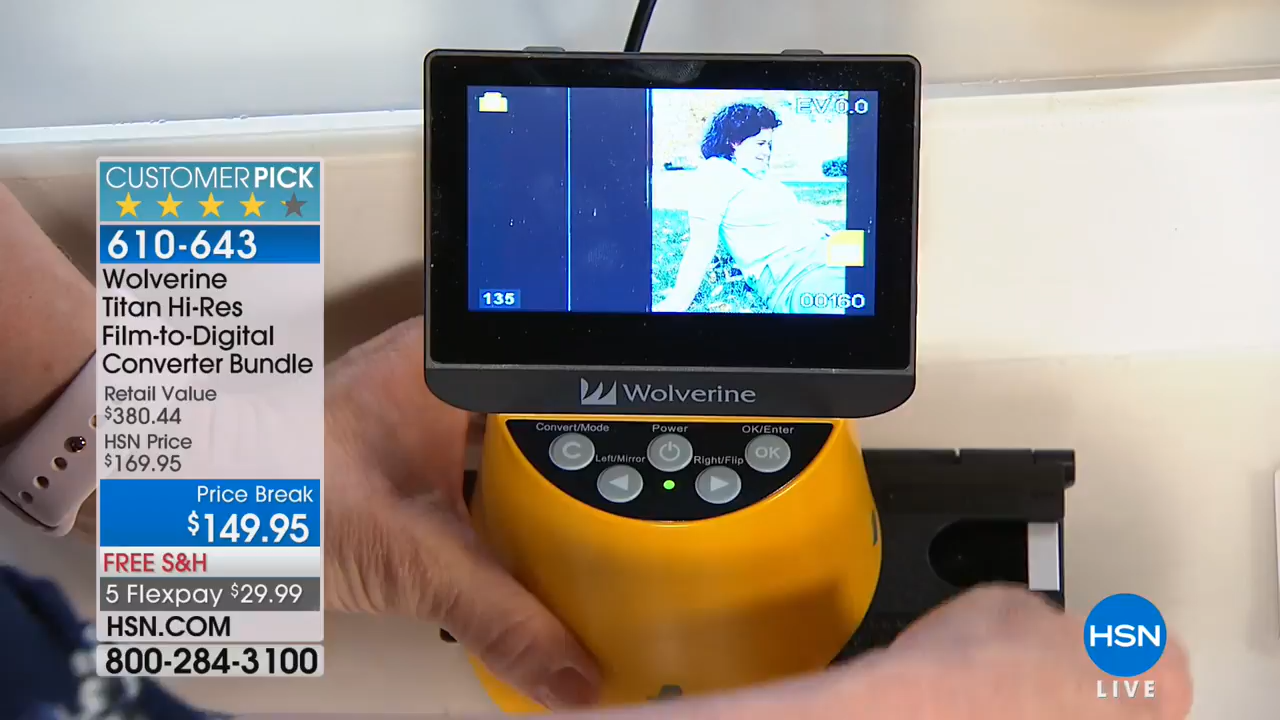 CUSTOMER PICK
610-643
Wolverine
Titan Hi-Res
Film-to-Digital
Converter Bundle
Retail Value
$380.44
HSN Price
$169.95
Price Break
$149.95
FREE S&H
5 Flexpay $29.99
HSN.COM
800-284-3100
EV 0.0
135
00160
Wolverine
Convert/Mode
Power
OK/Enter
C
OK
Left/Mirror
Right/Flip
HSN
LIVE